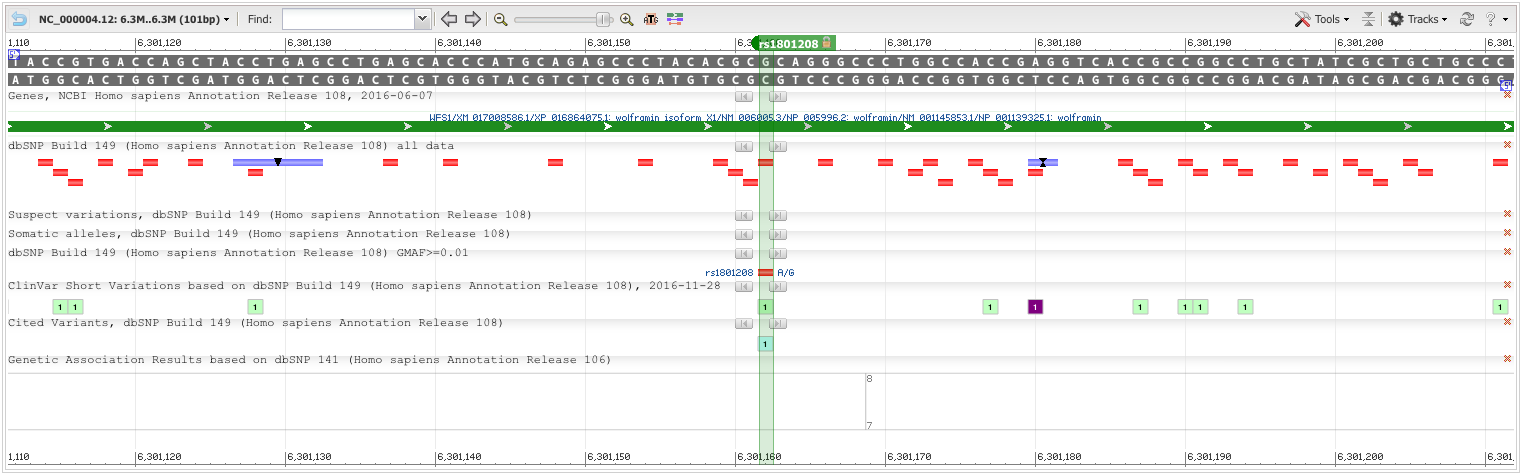 NC_000004.12: 6.3M..6.3M (101bp) Find: Tools Tracks ?
1,110 6,301,120 6,301,130 6,301,140 6,301,150 rs1801208 6,301,170 6,301,180 6,301,190 6,301,200 6,301,
5'
T A C C G T G A C C A G C T A C C T G A G C C T G A G C A C C C A T G C A G A G C C C T A C A C G C G C A G G G C C C T G G C C A C C G A G G T C A C C G C C G G C C T G C T A T C G C T G C T G C C C
A T G G C A C T G G T C G A T G G A C T C G G A C T C G T G G G T A C G T C T C G G G A T G T G C G C G T C C C G G G A C C G G T G G C T C C A G T G G C G G C C G G A C G A T A G C G A C G A C G G G
5'
Genes, NCBI Homo sapiens Annotation Release 108, 2016-06-07
WFS1/XM_017008586.1/XP_016864075.1: wolframin isoform X1/NM_006005.3/NP_005996.2: wolframin/NM_001145853.1/NP_001139325.1: wolframin
dbSNP Build 149 (Homo sapiens Annotation Release 108) all data
Suspect variations, dbSNP Build 149 (Homo sapiens Annotation Release 108)
Somatic alleles, dbSNP Build 149 (Homo sapiens Annotation Release 108)
dbSNP Build 149 (Homo sapiens Annotation Release 108) GMAF>=0.01
rs1801208 A/G
ClinVar Short Variations based on dbSNP Build 149 (Homo sapiens Annotation Release 108), 2016-11-28
1 1 1 1 1 1 1 1 1 1 1
Cited Variants, dbSNP Build 149 (Homo sapiens Annotation Release 108)
1
Genetic Association Results based on dbSNP 141 (Homo sapiens Annotation Release 106)
8
7
1,110 6,301,120 6,301,130 6,301,140 6,301,150 6,301,160 6,301,170 6,301,180 6,301,190 6,301,200 6,301,